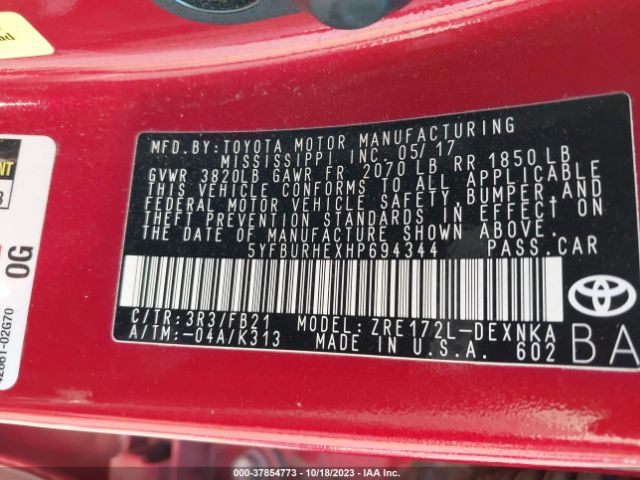 ad
MFD. BY: TOYOTA MOTOR MANUFACTURING
MISSISSIPPI INC. 05/17
GVWR 3820LB GAWR FR 2070 LB RR 1850 LB
THIS VEHICLE CONFORMS TO ALL APPLICABLE
FEDERAL MOTOR VEHICLE SAFETY, BUMPER, AND
THEFT PREVENTION STANDARDS IN EFFECT ON
THE DATE OF MANUFACTURE SHOWN ABOVE.
5YFBURHEXHP694344 PASS.CAR
C/TR:3R3/FB21 MODEL: ZRE172L-DEXNKA
A/TM:-04A/K313 MADE IN U.S.A. 602
BA
0G
000-37854773 - 10/18/2023 - IAA Inc.